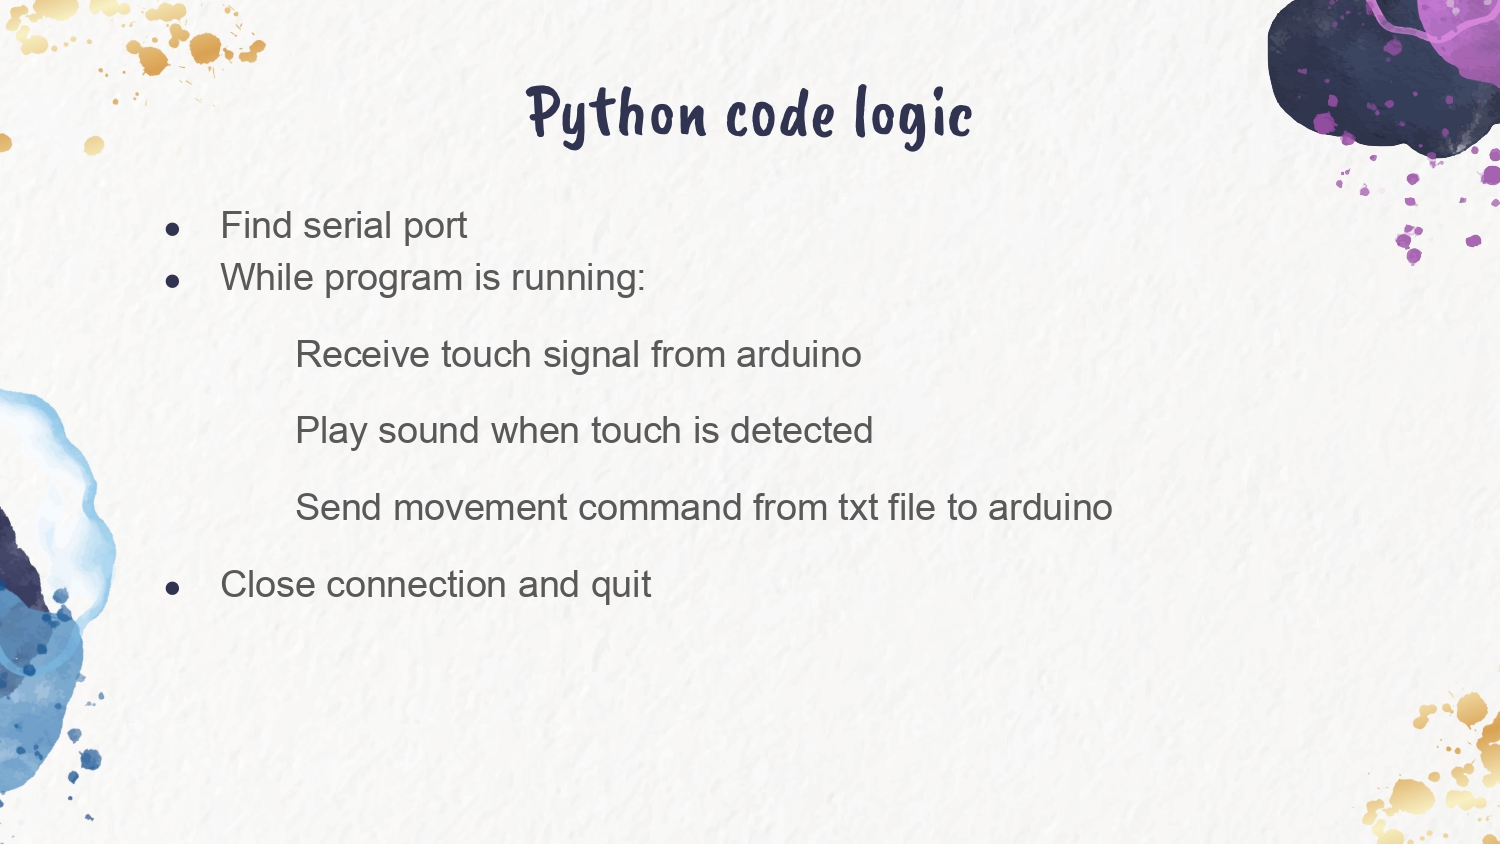 Python code logic
● Find serial port
● While program is running:
Receive touch signal from arduino
Play sound when touch is detected
Send movement command from txt file to arduino
● Close connection and quit